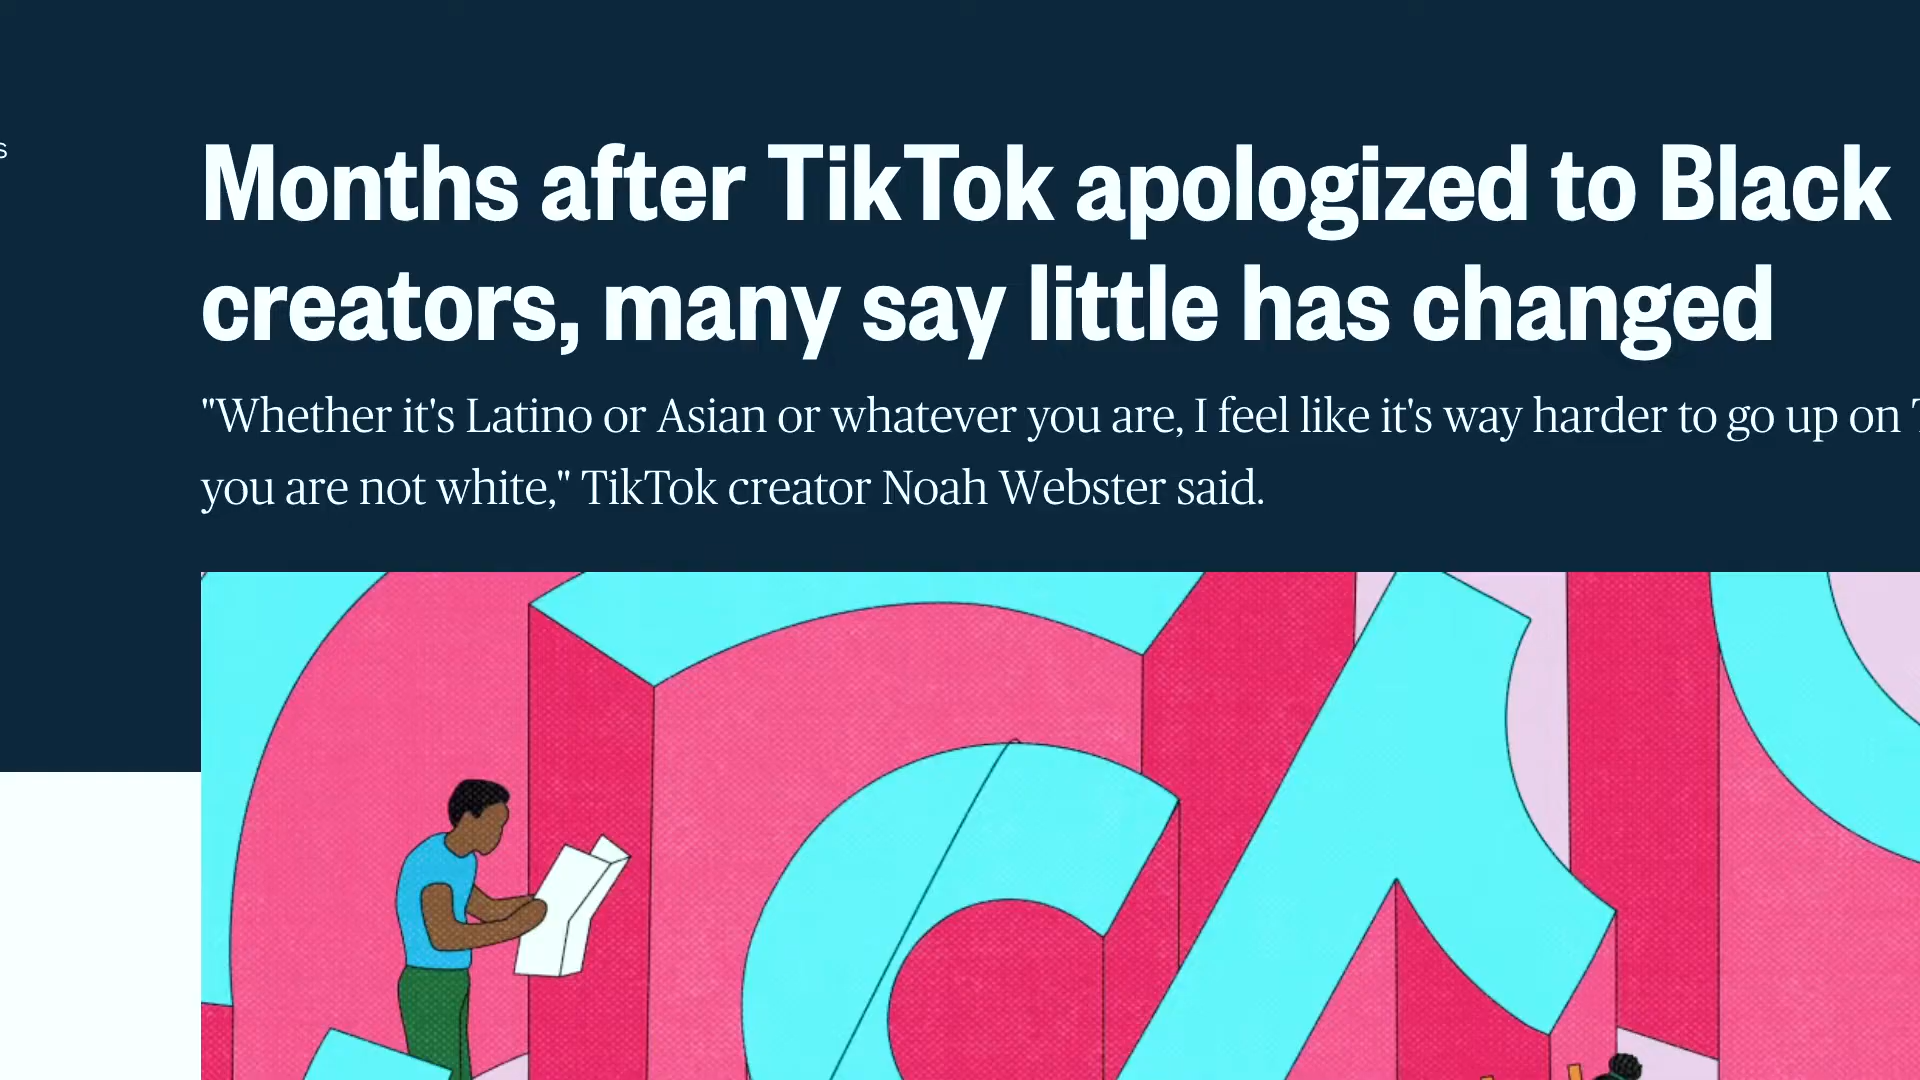 s
Months after TikTok apologized to Black
creators, many say little has changed
"Whether it's Latino or Asian or whatever you are, I feel like it's way harder to go up on
you are not white," TikTok creator Noah Webster said.